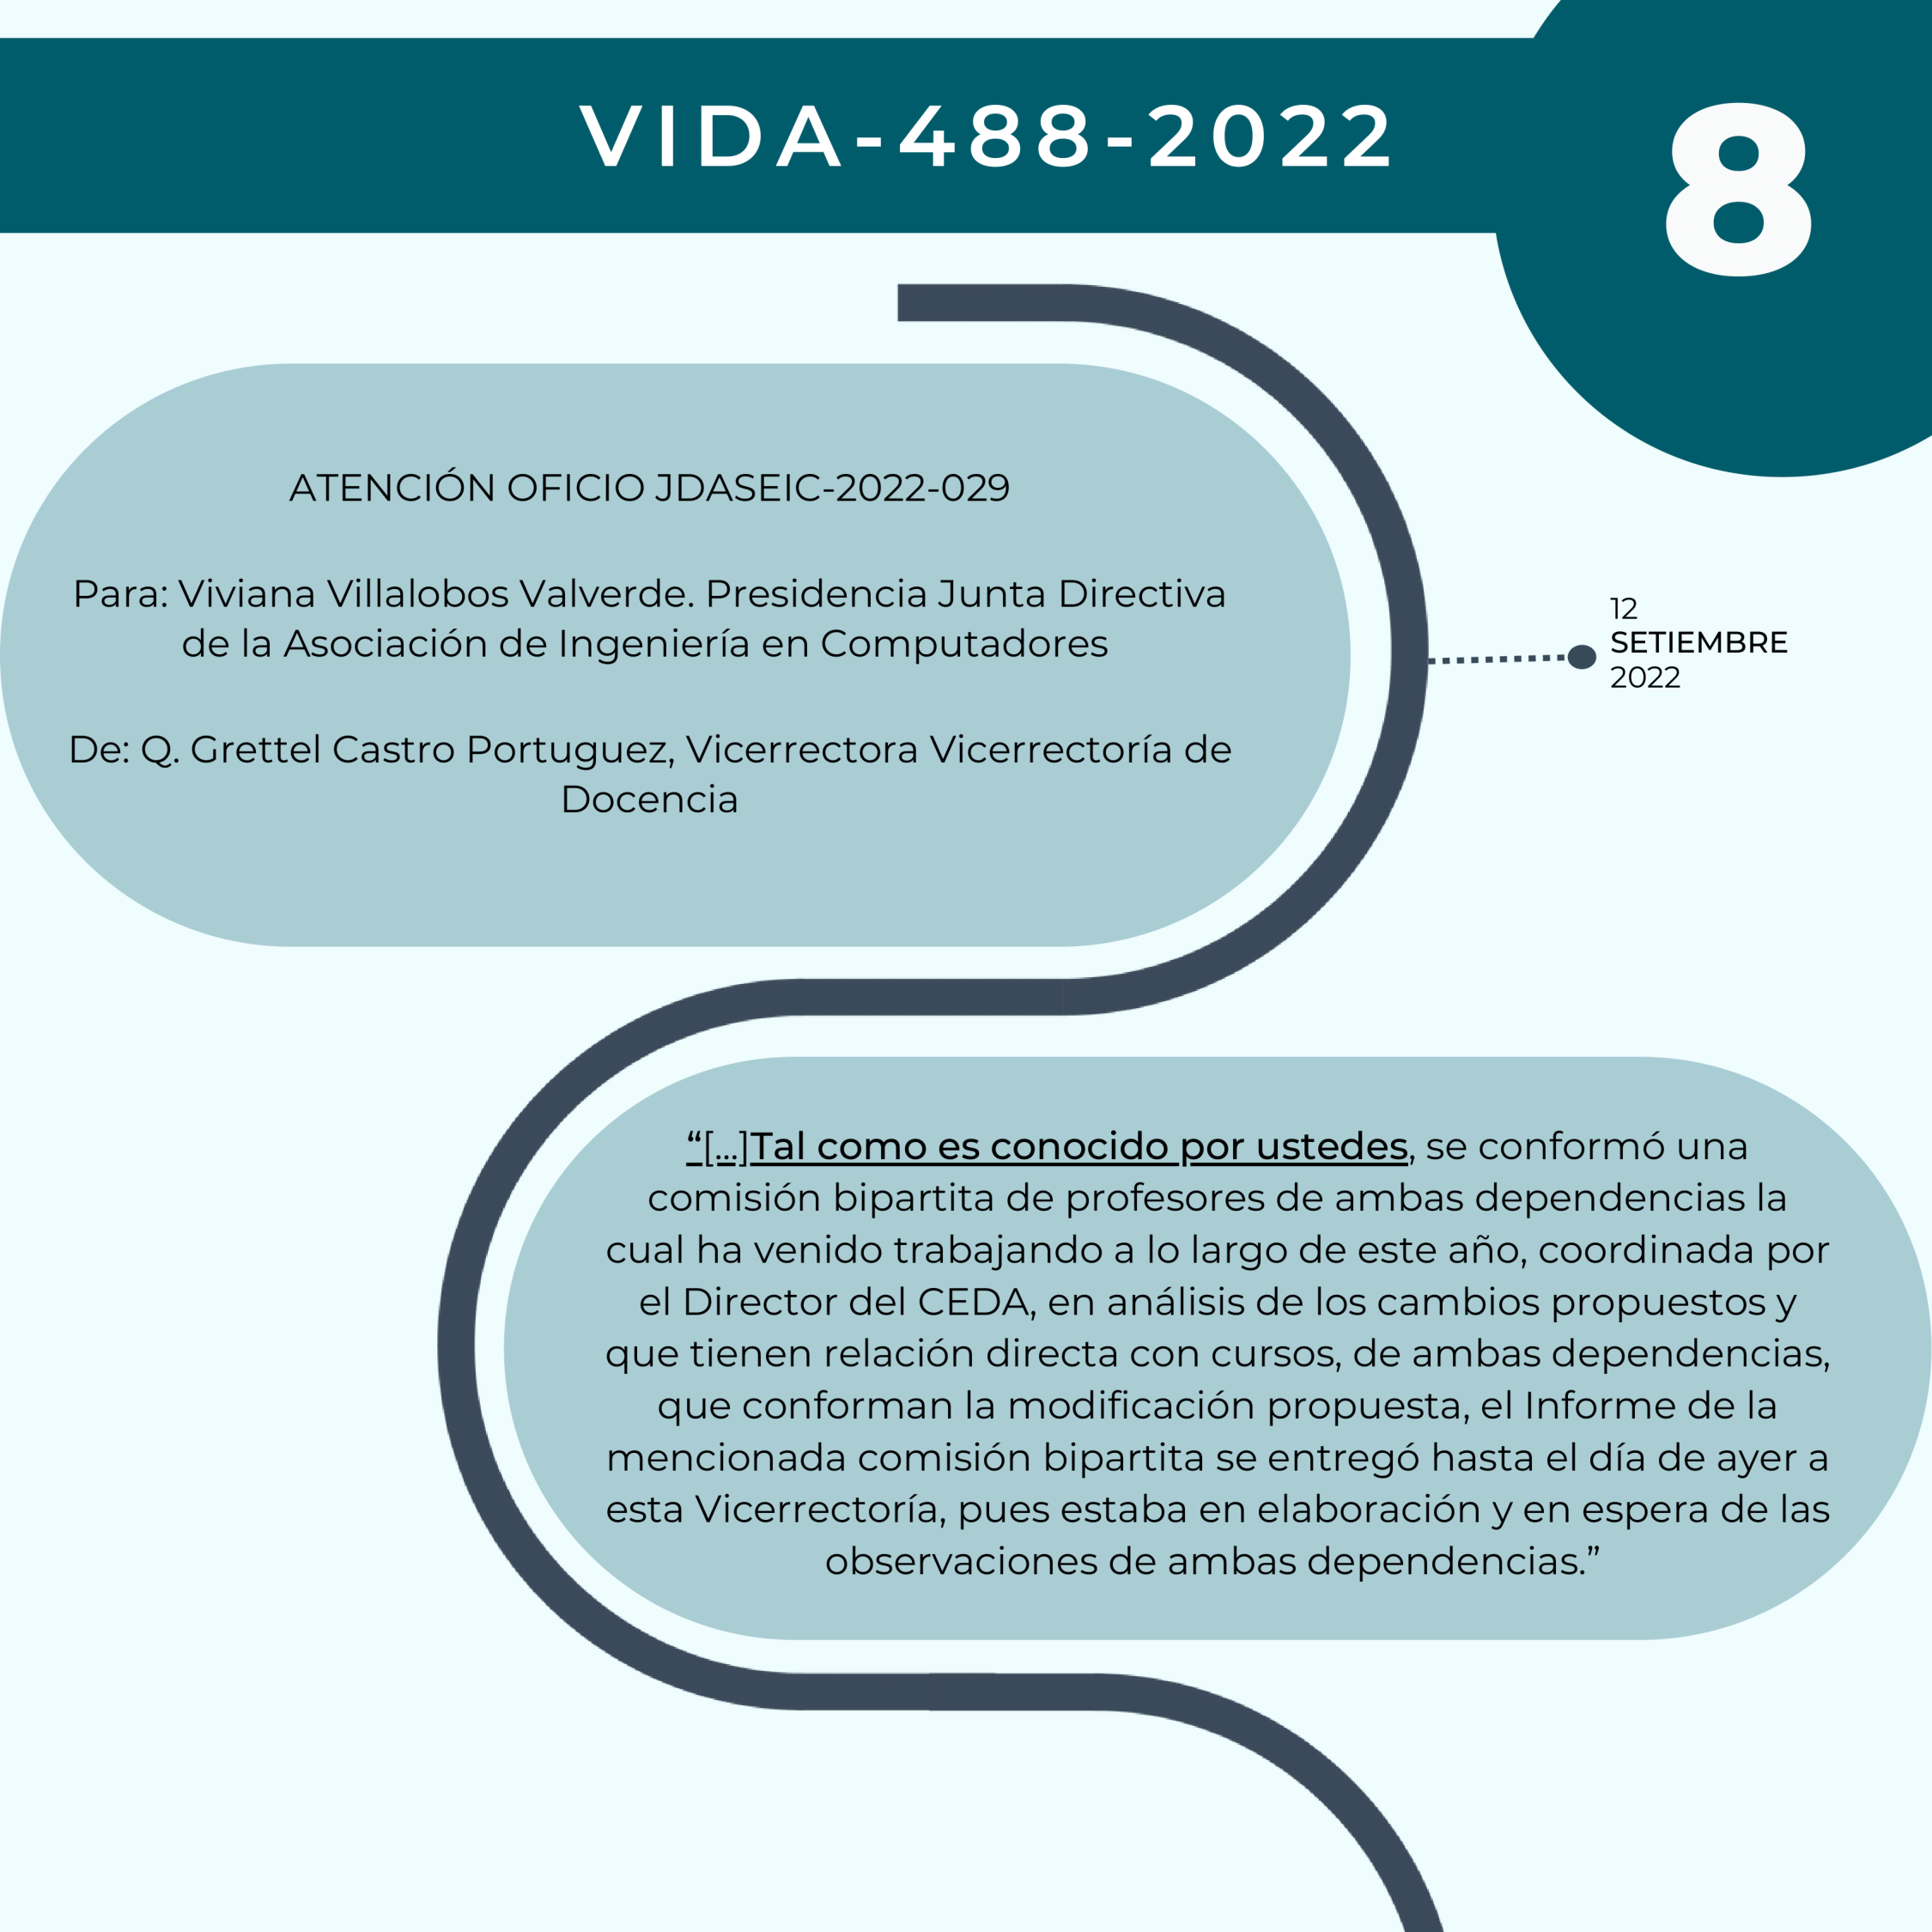 VIDA-488-2022
8
ATENCIÓN OFICIO JDASEIC-2022-029
Para: Viviana Villalobos Valverde. Presidencia Junta Directiva
de la Asociación de Ingeniería en Computadores
De: Q. Grettel Castro Portuguez, Vicerrectora Vicerrectoría de
Docencia
12
SETIEMBRE
2022
“[...]Tal como es conocido por ustedes, se conformó una
comisión bipartita de profesores de ambas dependencias la
cual ha venido trabajando a lo largo de este año, coordinada por
el Director del CEDA, en análisis de los cambios propuestos y
que tienen relación directa con cursos, de ambas dependencias,
que conforman la modificación propuesta, el Informe de la
mencionada comisión bipartita se entregó hasta el día de ayer a
esta Vicerrectoría, pues estaba en elaboración y en espera de las
observaciones de ambas dependencias.”